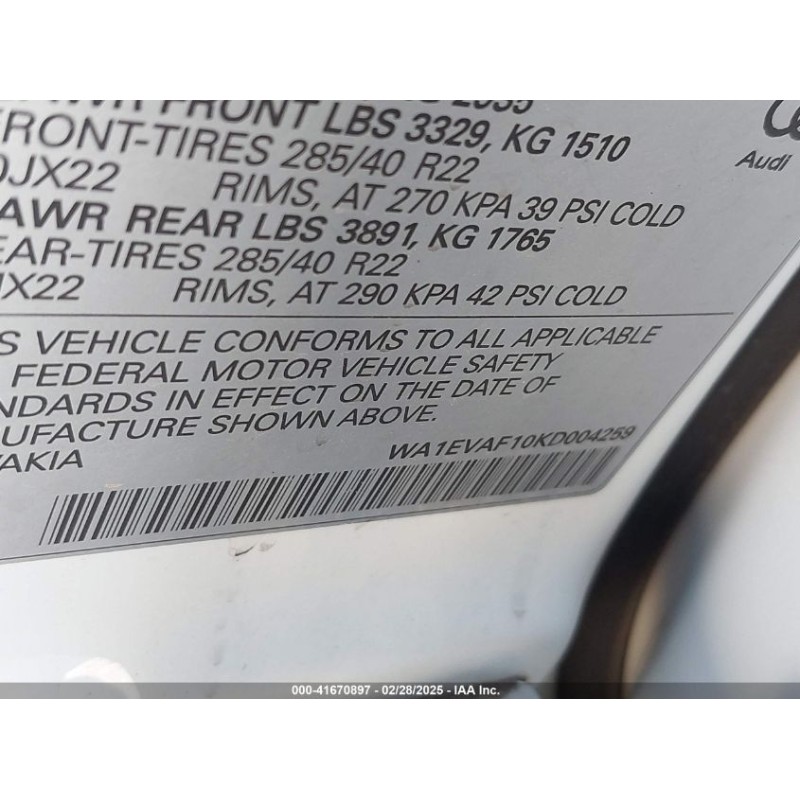 FRONT LBS 3329, KG 1510
FRONT-TIRES 285/40 R22
JX22 RIMS, AT 270 KPA 39 PSI COLD
AWR REAR LBS 3891, KG 1765
EAR-TIRES 285/40 R22
X22 RIMS, AT 290 KPA 42 PSI COLD
S VEHICLE CONFORMS TO ALL APPLICABLE
FEDERAL MOTOR VEHICLE SAFETY
NDARDS IN EFFECT ON THE DATE OF
UFACTURE SHOWN ABOVE.
VAKIA
WA1EVAF10KD004259
Audi
000-41670897 - 02/28/2025 - IAA Inc.